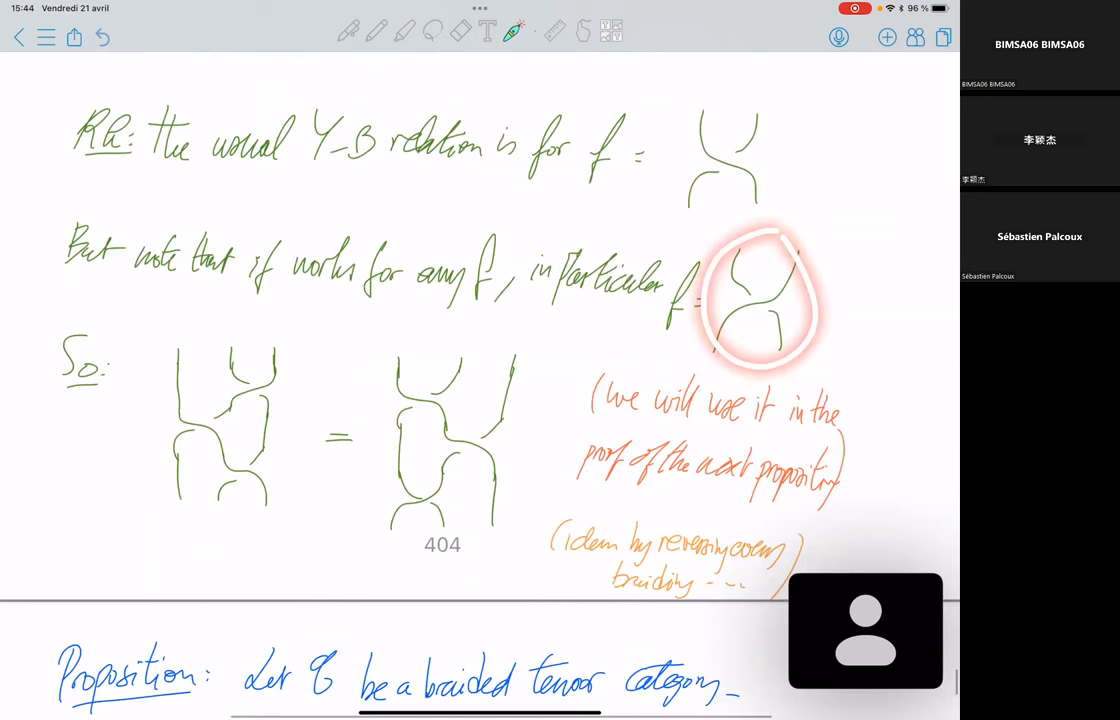 15:44 Vendredi 21 avril
96 %
BIMSA06 BIMSA06
BIMSA06 BIMSA06
李颖杰
李颖杰
Sébastien Palcoux
Sébastien Palcoux
Rk: the usual Y-B relation is for f =
But note that it works for any f, in particular f =
So:
=
(we will use it in the
proof of the next proposition)
(idem by reversing every
braiding ....)
404
Proposition: Let C be a braided tensor category_